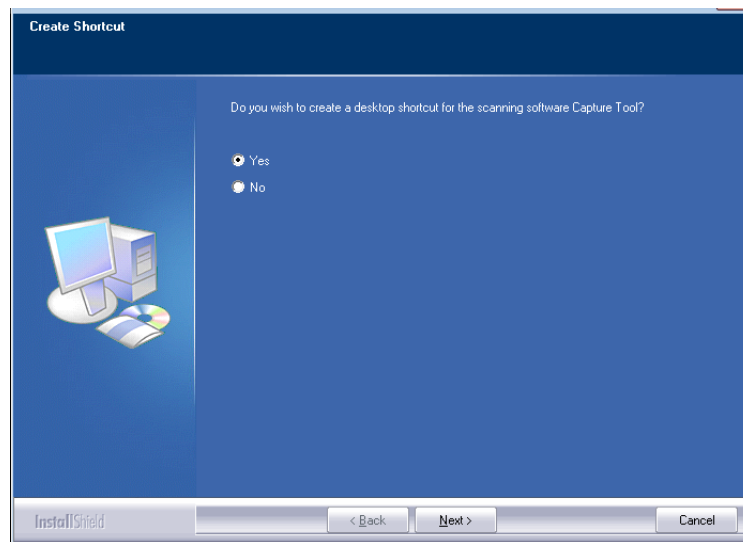 Create Shortcut
Do you wish to create a desktop shortcut for the scanning software Capture Tool?
Yes
No
InstallShield
< Back
Next >
Cancel